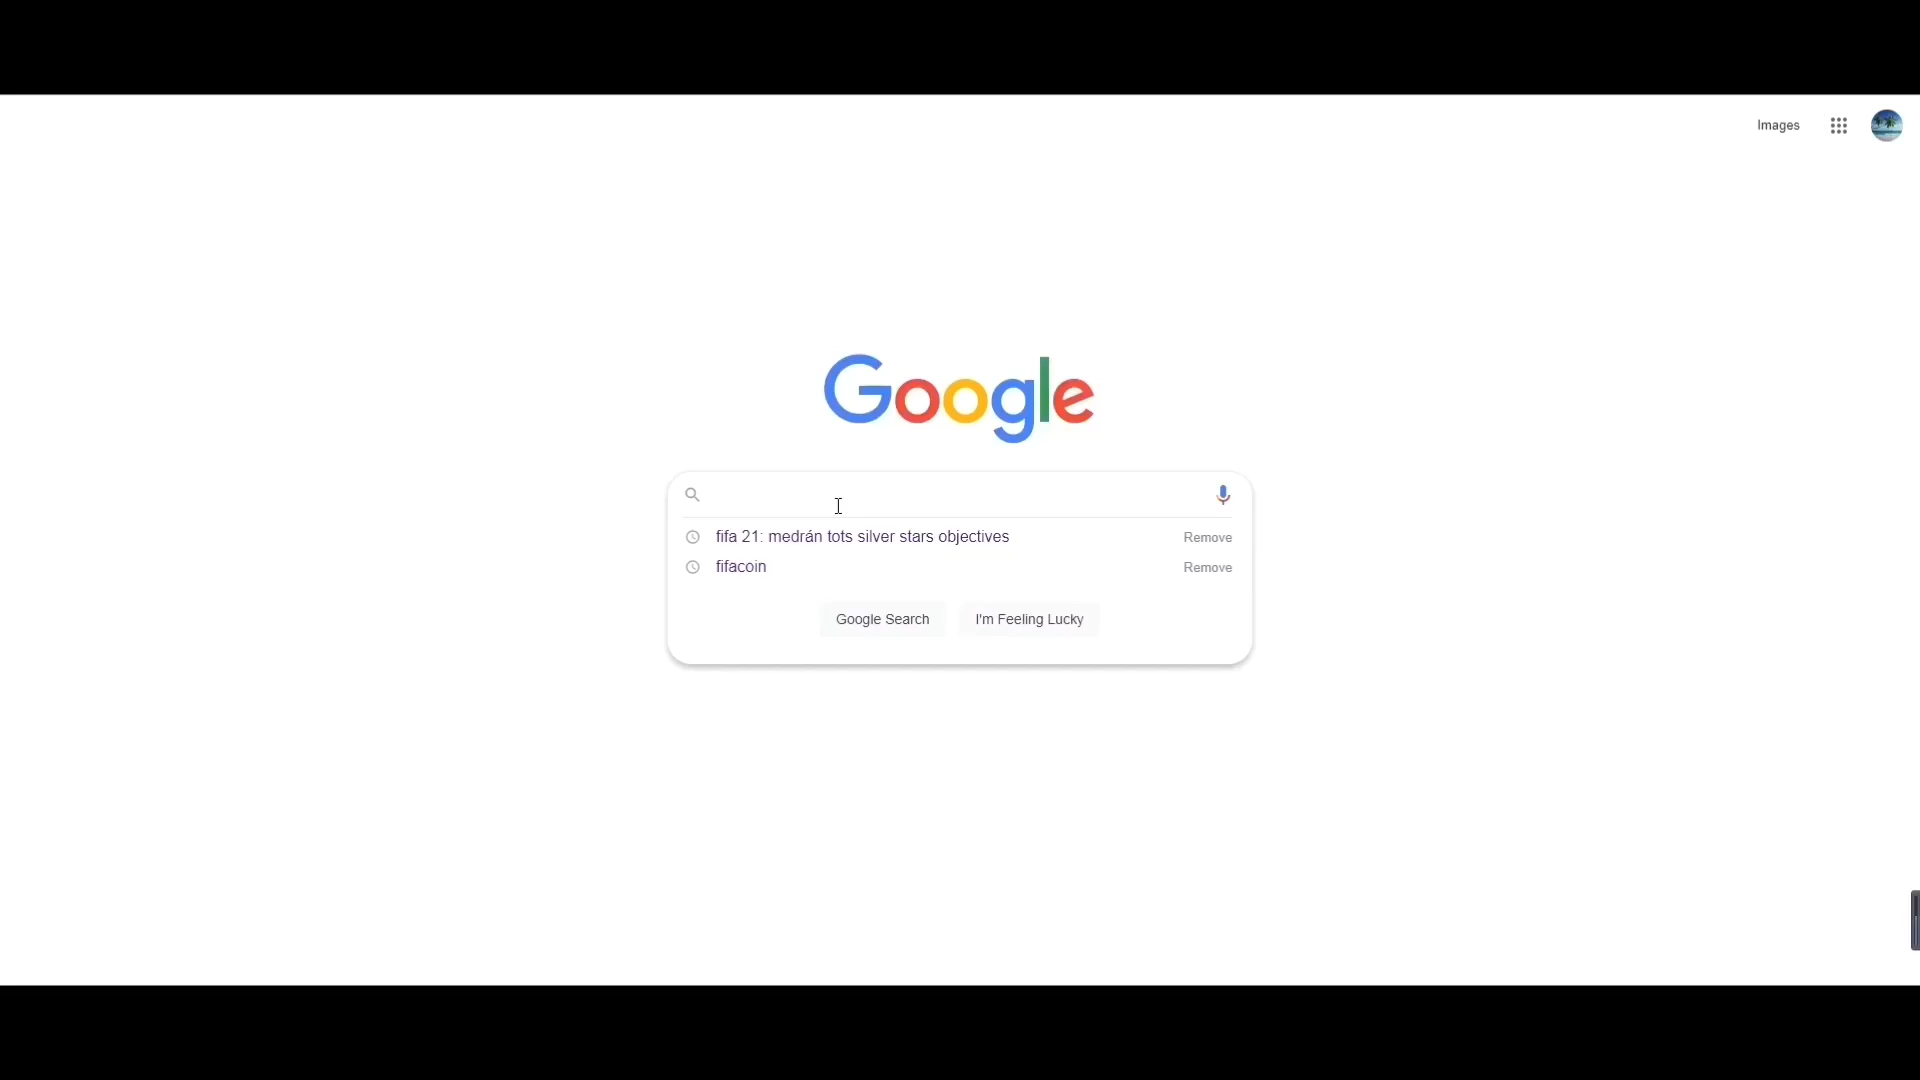 Images
Google
fifa 21: medrán tots silver stars objectives Remove
fifacoin Remove
Google Search I'm Feeling Lucky